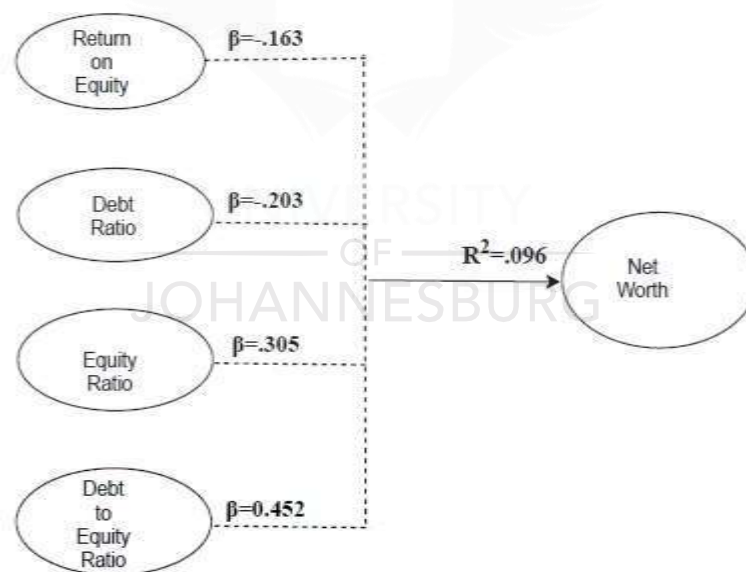 Return
on
Equity
β=-.163
Debt
Ratio
β=-.203
Equity
Ratio
β=.305
Debt
to
Equity
Ratio
β=0.452
R²=.096
Net
Worth
UNIVERSITY
OF
JOHANNESBURG